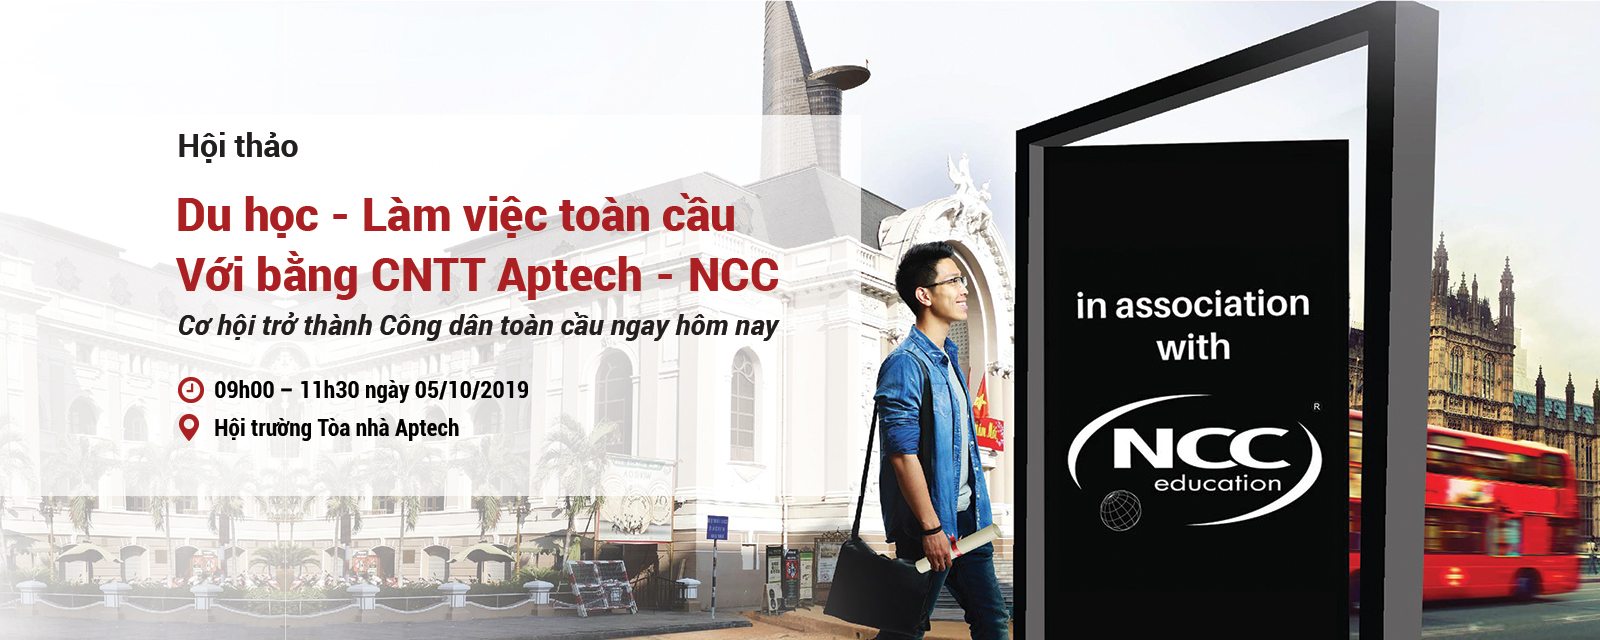 Hội thảo
Du học - Làm việc toàn cầu
Với bằng CNTT Aptech - NCC
Cơ hội trở thành Công dân toàn cầu ngay hôm nay
09h00 – 11h30 ngày 05/10/2019
Hội trường Tòa nhà Aptech
in association
with
NCC
®
education